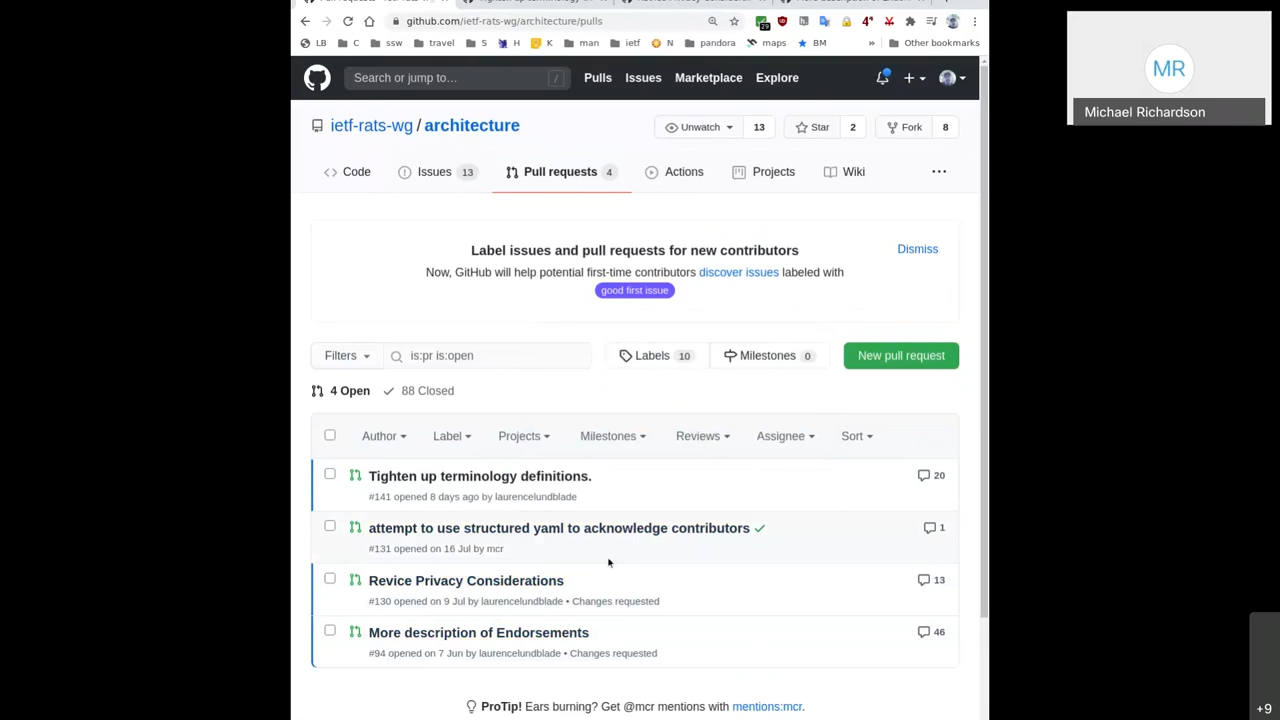 github.com/ietf-rats-wg/architecture/pulls
29
LB
C
ssw
travel
S
H
K
man
ietf
N
pandora
maps
BM
»
Other bookmarks
Search or jump to…
/
Pulls
Issues
Marketplace
Explore
ietf-rats-wg / architecture
Unwatch 13
Star 2
Fork 8
Code
Issues 13
Pull requests 4
Actions
Projects
Wiki
Label issues and pull requests for new contributors
Dismiss
Now, GitHub will help potential first-time contributors discover issues labeled with
good first issue
Filters
is:pr is:open
Labels 10
Milestones 0
New pull request
4 Open
88 Closed
Author
Label
Projects
Milestones
Reviews
Assignee
Sort
Tighten up terminology definitions.
20
#141 opened 8 days ago by laurencelundblade
attempt to use structured yaml to acknowledge contributors
1
#131 opened on 16 Jul by mcr
Revice Privacy Considerations
13
#130 opened on 9 Jul by laurencelundblade • Changes requested
More description of Endorsements
46
#94 opened on 7 Jun by laurencelundblade • Changes requested
ProTip! Ears burning? Get @mcr mentions with mentions:mcr.
MR
Michael Richardson
+9